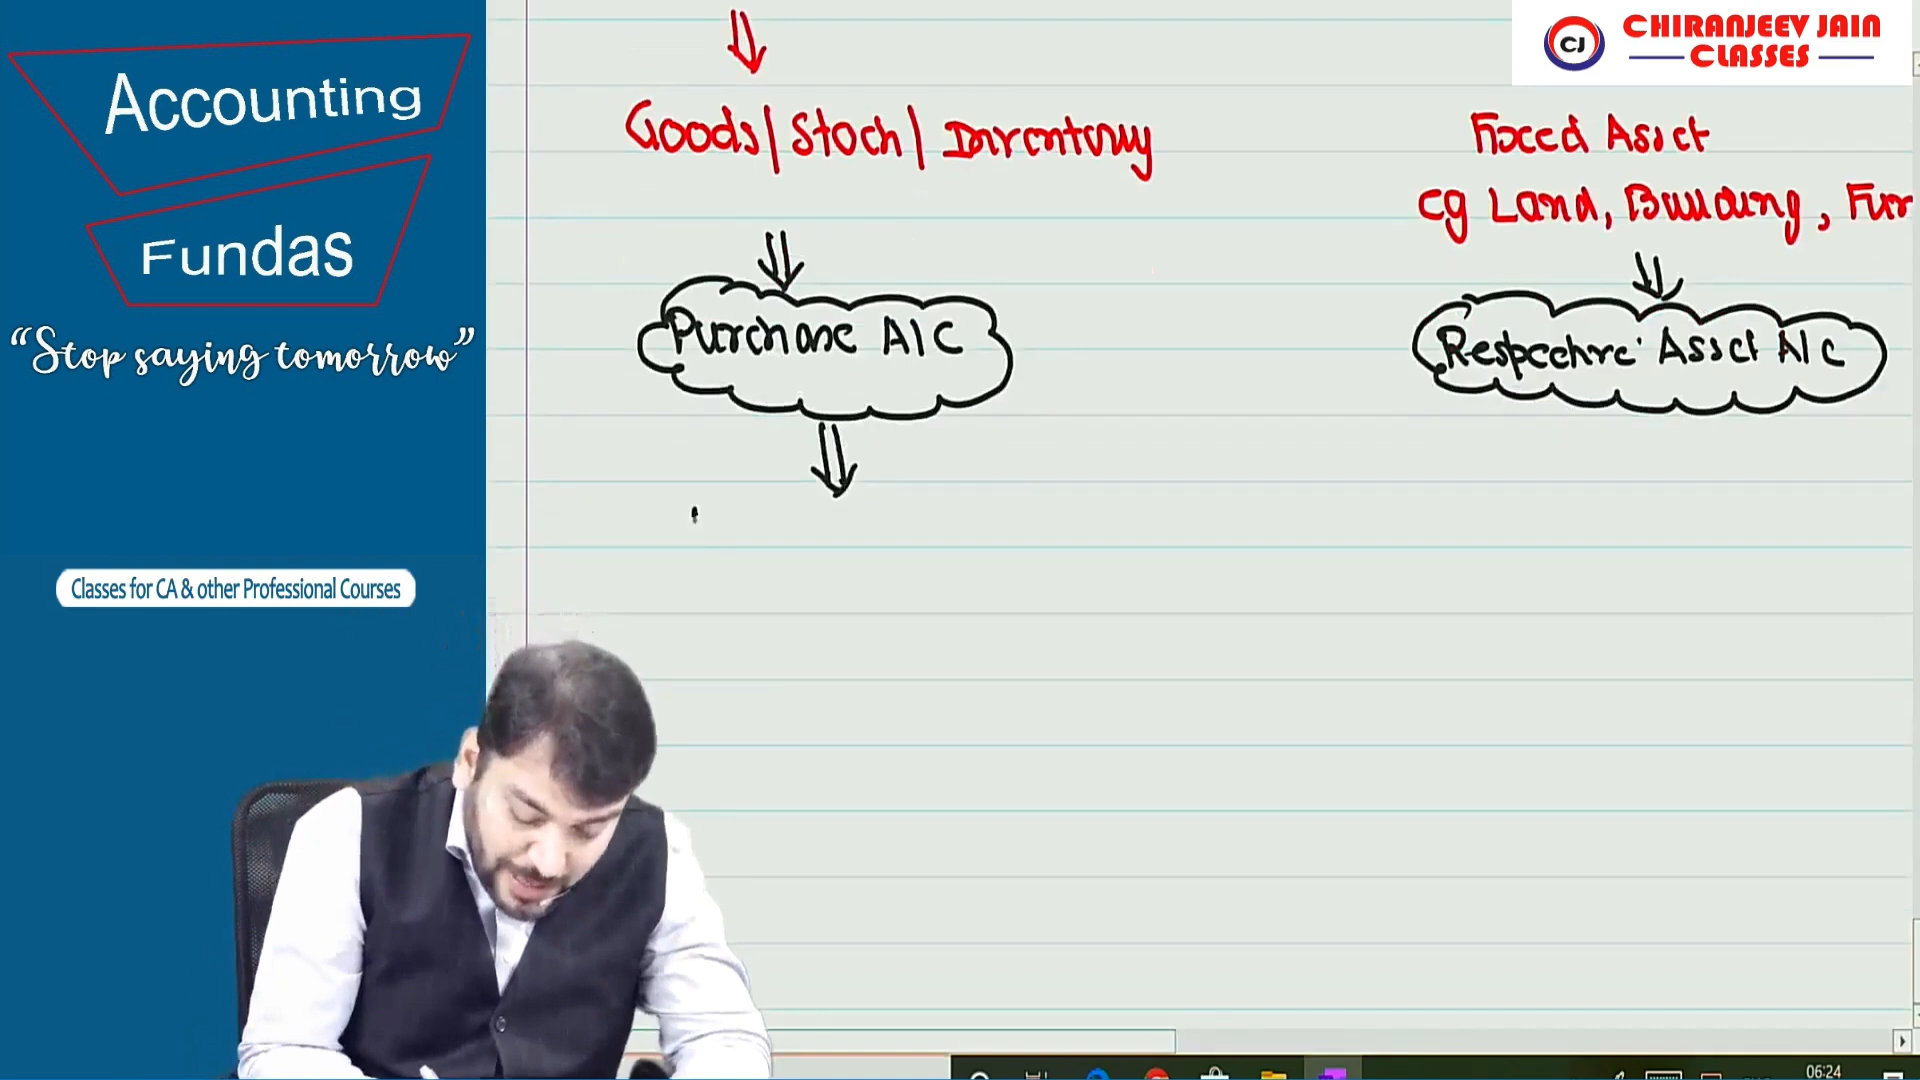 Accounting
Fundas
“Stop saying tomorrow”
Classes for CA & other Professional Courses
CJ
CHIRANJEEV JAIN
CLASSES
Goods/Stock/Inventory
Purchase A/C
Fixed Asset
eg Land, Building, Fur
Respective Asset A/C
06:24